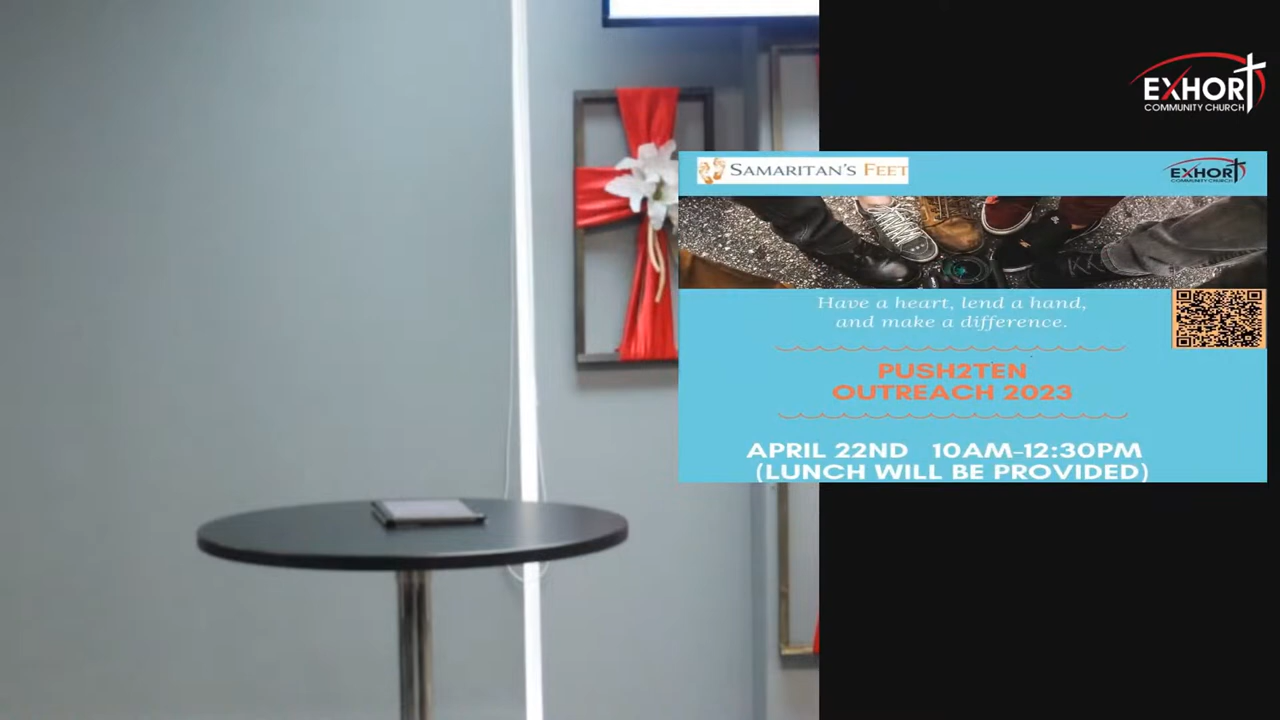 EXHORT
COMMUNITY CHURCH
SAMARITAN'S FEET
EXHORT
COMMUNITY CHURCH
Have a heart, lend a hand,
and make a difference.
PUSH2TEN
OUTREACH 2023
APRIL 22ND 10AM-12:30PM
(LUNCH WILL BE PROVIDED)